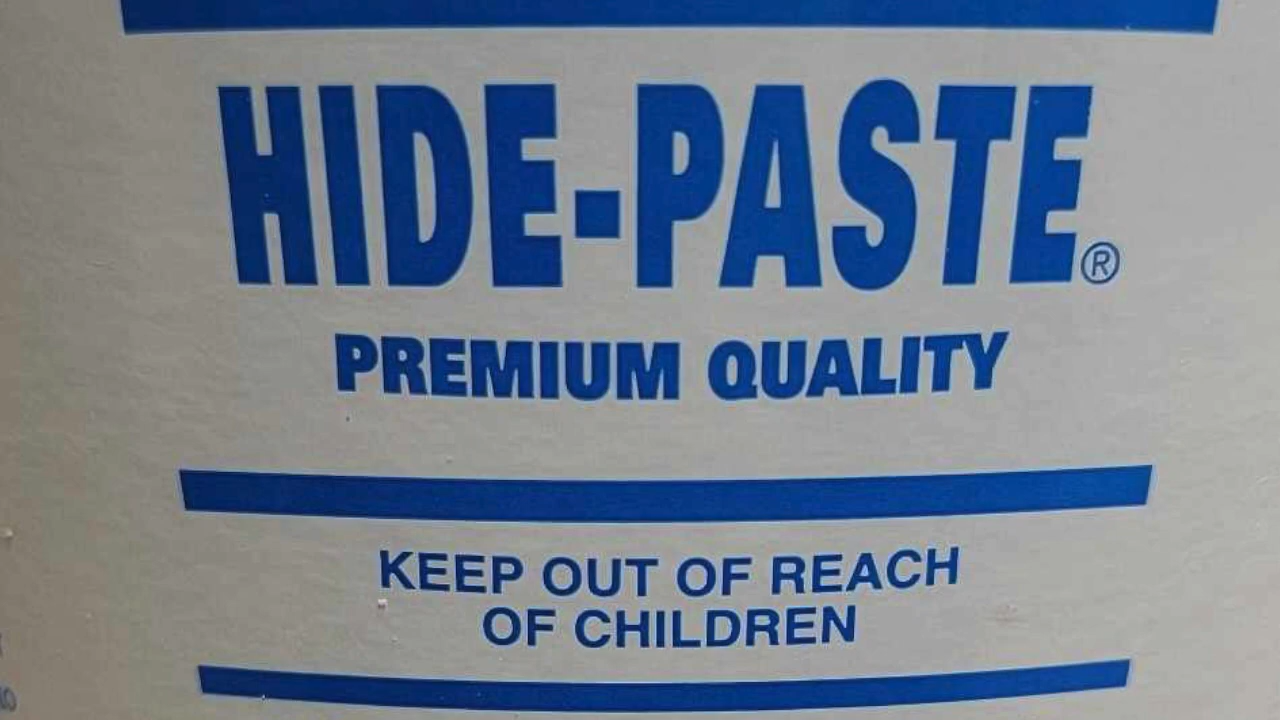 HIDE-PASTE®
PREMIUM QUALITY
KEEP OUT OF REACH
OF CHILDREN